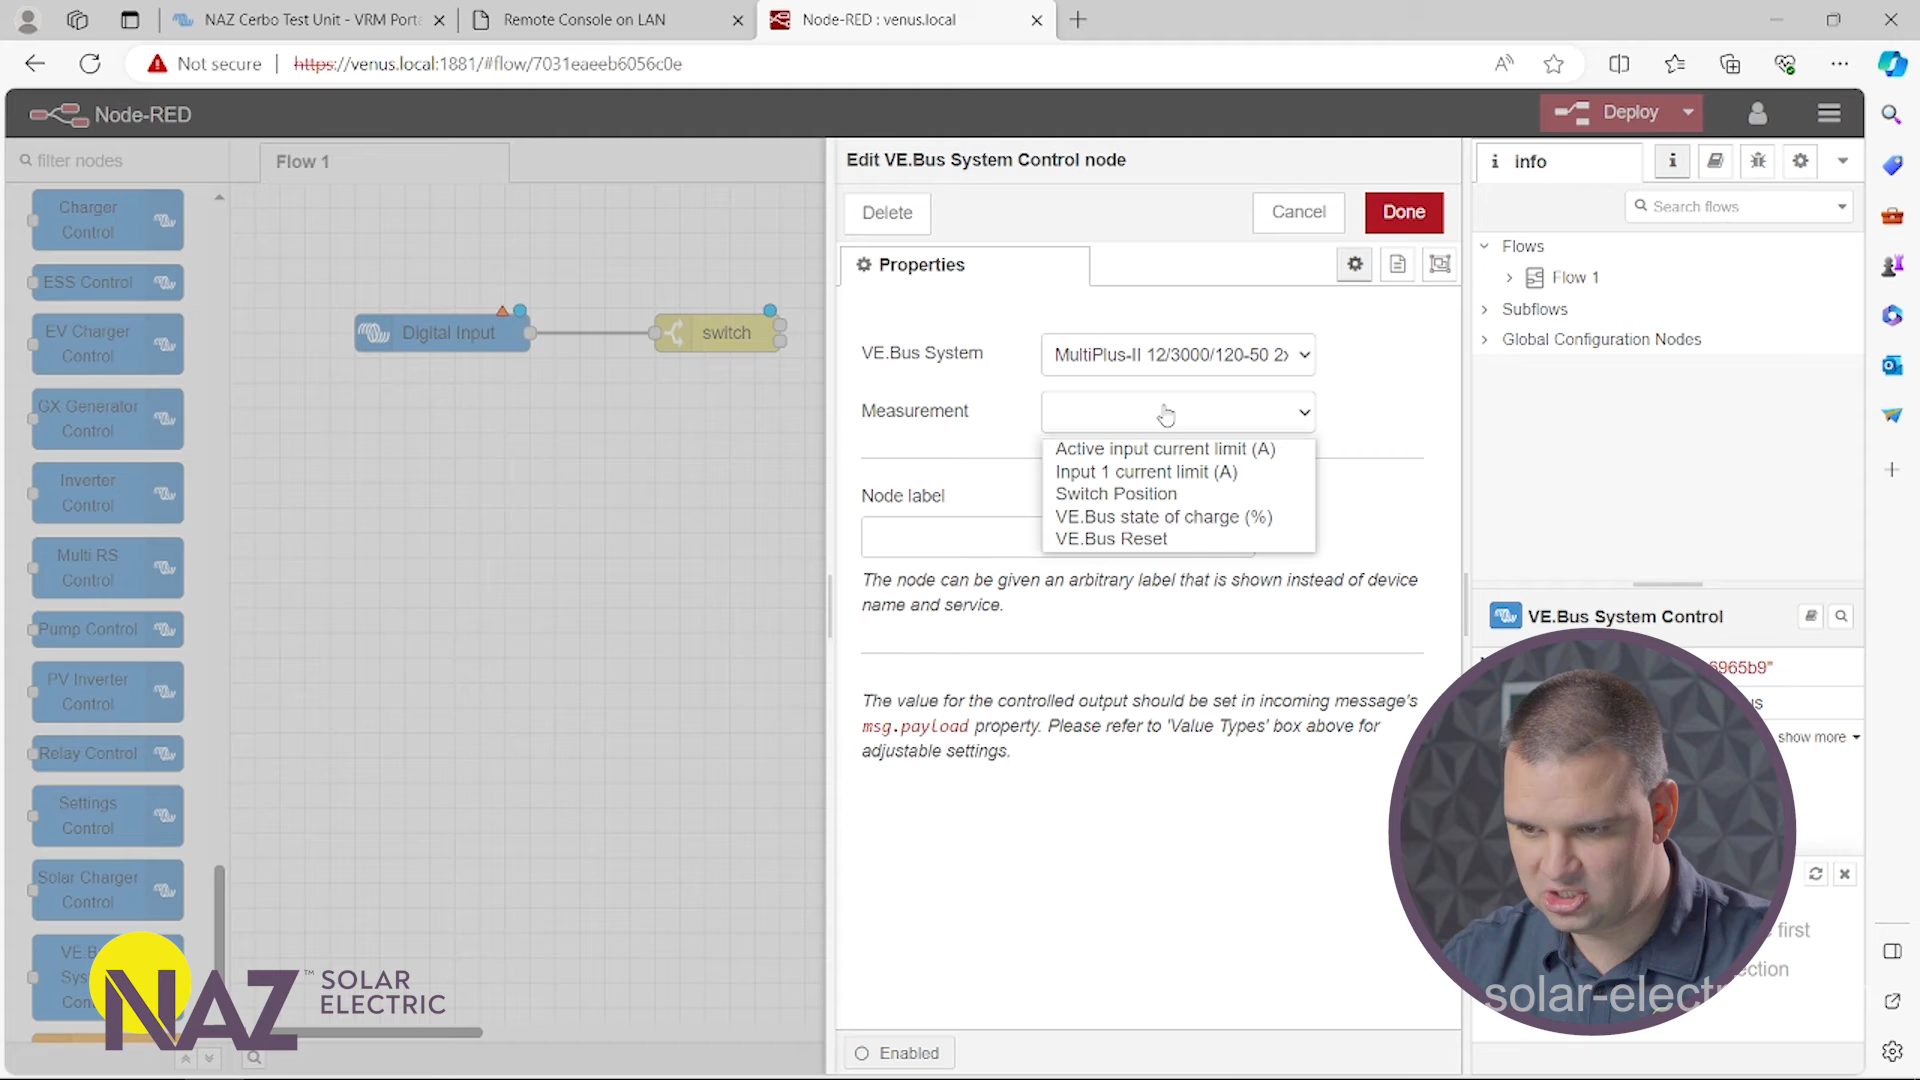 NAZ Cerbo Test Unit - VRM Porta
Remote Console on LAN
Node-RED : venus.local
Not secure
https://venus.local:1881/#flow/7031eaeeb6056c0e
Node-RED
Deploy
filter nodes
Flow 1
Edit VE.Bus System Control node
info
Delete
Cancel
Done
Search flows
Properties
Flows
Flow 1
Subflows
Global Configuration Nodes
Charger
Control
ESS Control
EV Charger
Control
GX Generator
Control
Inverter
Control
Multi RS
Control
Pump Control
PV Inverter
Control
Relay Control
Settings
Control
Solar Charger
Control
Digital Input
switch
VE.Bus System
MultiPlus-II 12/3000/120-50 2x
Measurement
Active input current limit (A)
Input 1 current limit (A)
Switch Position
VE.Bus state of charge (%)
VE.Bus Reset
Node label
The node can be given an arbitrary label that is shown instead of device
name and service.
The value for the controlled output should be set in incoming message's
msg.payload property. Please refer to 'Value Types' box above for
adjustable settings.
VE.Bus System Control
6965b9"
show more
first
ection
solar-electr
NAZ™ SOLAR
ELECTRIC
Enabled